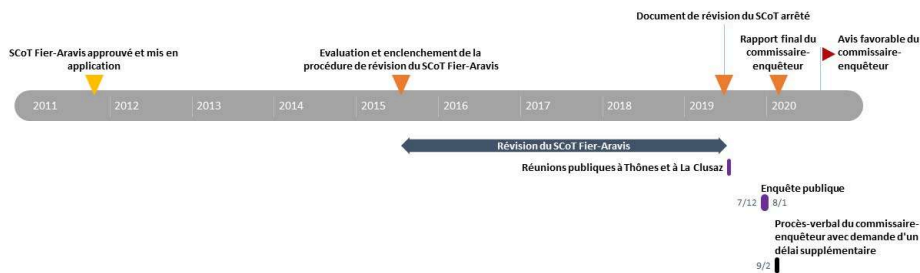 Document de révision du SCoT arrêté
SCoT Fier-Aravis approuvé et mis en
application
Evaluation et enclenchement de la
procédure de révision du SCoT Fier-Aravis
Rapport final du
commissaire-
enquêteur
Avis favorable du
commissaire-
enquêteur
2011 2012 2013 2014 2015 2016 2017 2018 2019 2020
Révision du SCoT Fier-Aravis
Réunions publiques à Thônes et à La Clusaz
Enquête publique
7/12 8/1
Procès-verbal du commissaire-
enquêteur avec demande d'un
délai supplémentaire
9/2